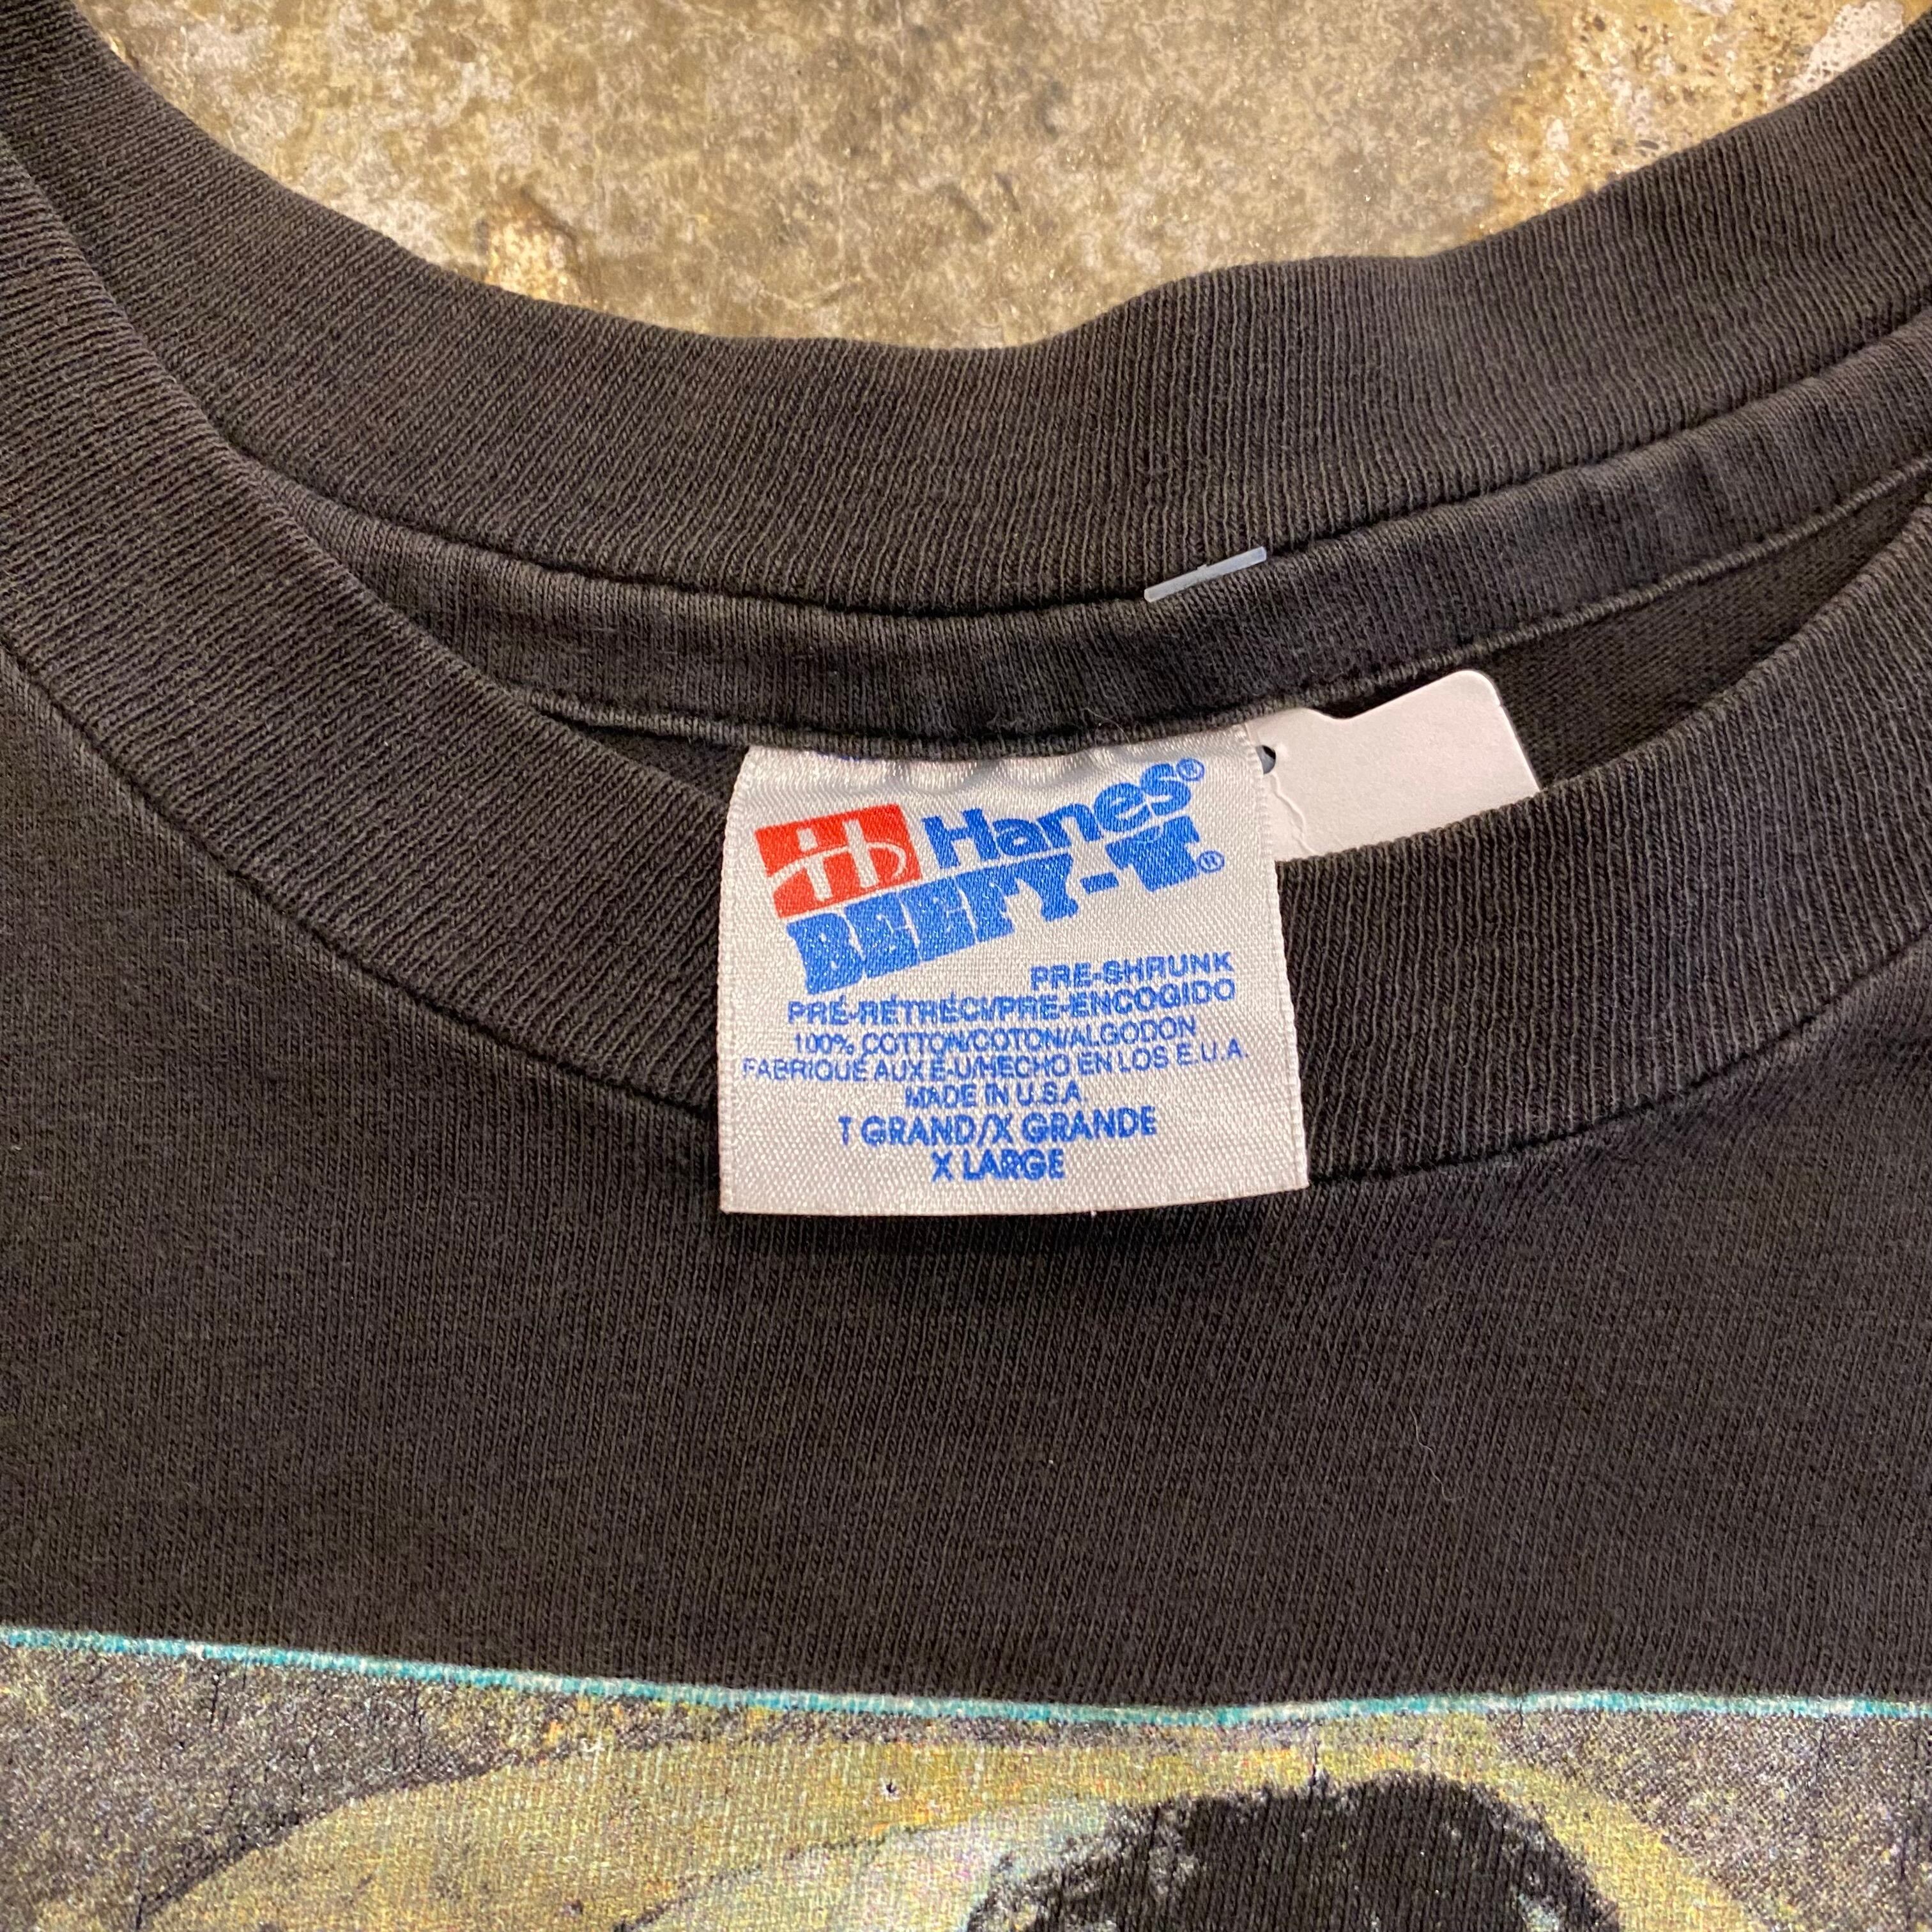 Hanes®
BEEFY-T®
PRE-SHRUNK
PRÉ-RÉTRÉCI/PRE-ENCOGIDO
100% COTTON/COTON/ALGODON
FABRIQUÉ AUX É-U/HECHO EN LOS E.U.A.
MADE IN U.S.A
T GRAND/X GRANDE
X LARGE